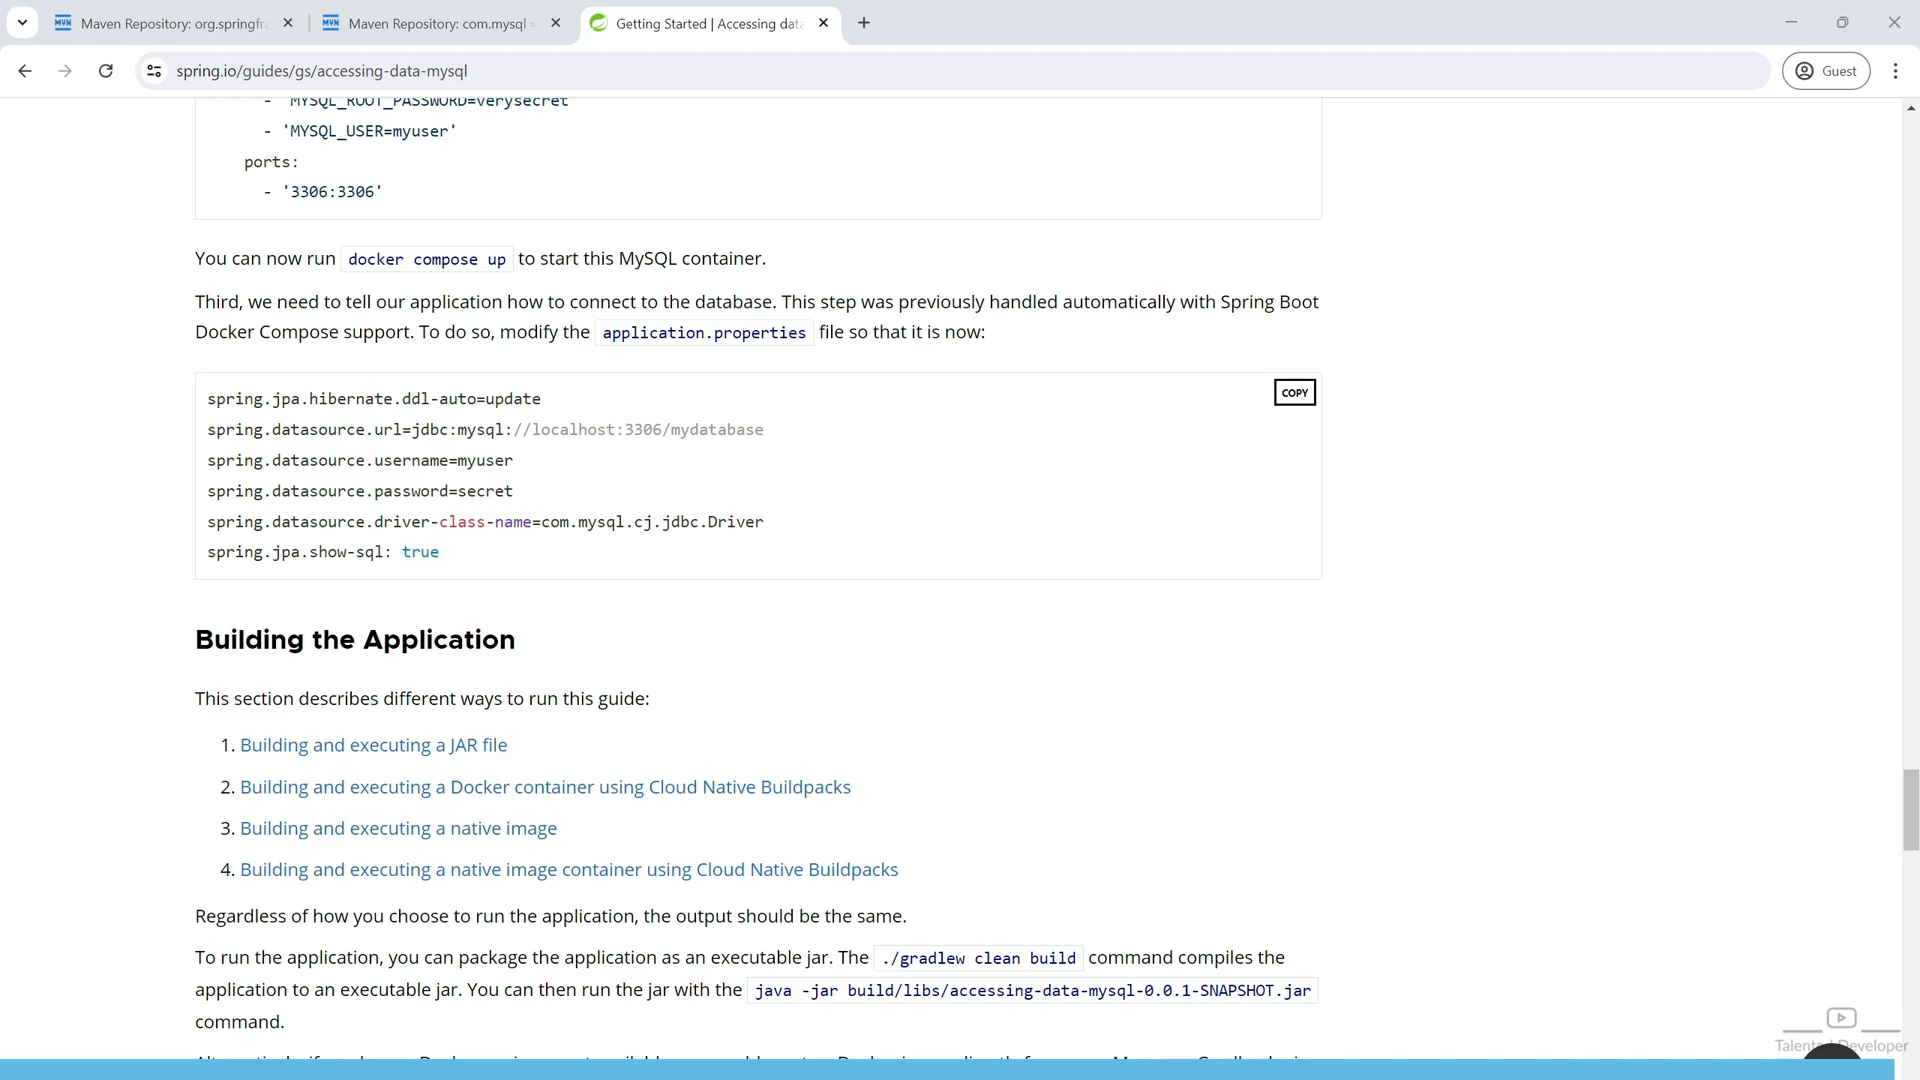 Maven Repository: org.springfra
Maven Repository: com.mysql »
Getting Started | Accessing data
spring.io/guides/gs/accessing-data-mysql
Guest
- 'MYSQL_ROOT_PASSWORD=verysecret'
- 'MYSQL_USER=myuser'
ports:
- '3306:3306'
You can now run docker compose up to start this MySQL container.
Third, we need to tell our application how to connect to the database. This step was previously handled automatically with Spring Boot
Docker Compose support. To do so, modify the application.properties file so that it is now:
COPY
spring.jpa.hibernate.ddl-auto=update
spring.datasource.url=jdbc:mysql://localhost:3306/mydatabase
spring.datasource.username=myuser
spring.datasource.password=secret
spring.datasource.driver-class-name=com.mysql.cj.jdbc.Driver
spring.jpa.show-sql: true
Building the Application
This section describes different ways to run this guide:
1. Building and executing a JAR file
2. Building and executing a Docker container using Cloud Native Buildpacks
3. Building and executing a native image
4. Building and executing a native image container using Cloud Native Buildpacks
Regardless of how you choose to run the application, the output should be the same.
To run the application, you can package the application as an executable jar. The ./gradlew clean build command compiles the
application to an executable jar. You can then run the jar with the java -jar build/libs/accessing-data-mysql-0.0.1-SNAPSHOT.jar
command.
Talented Developer